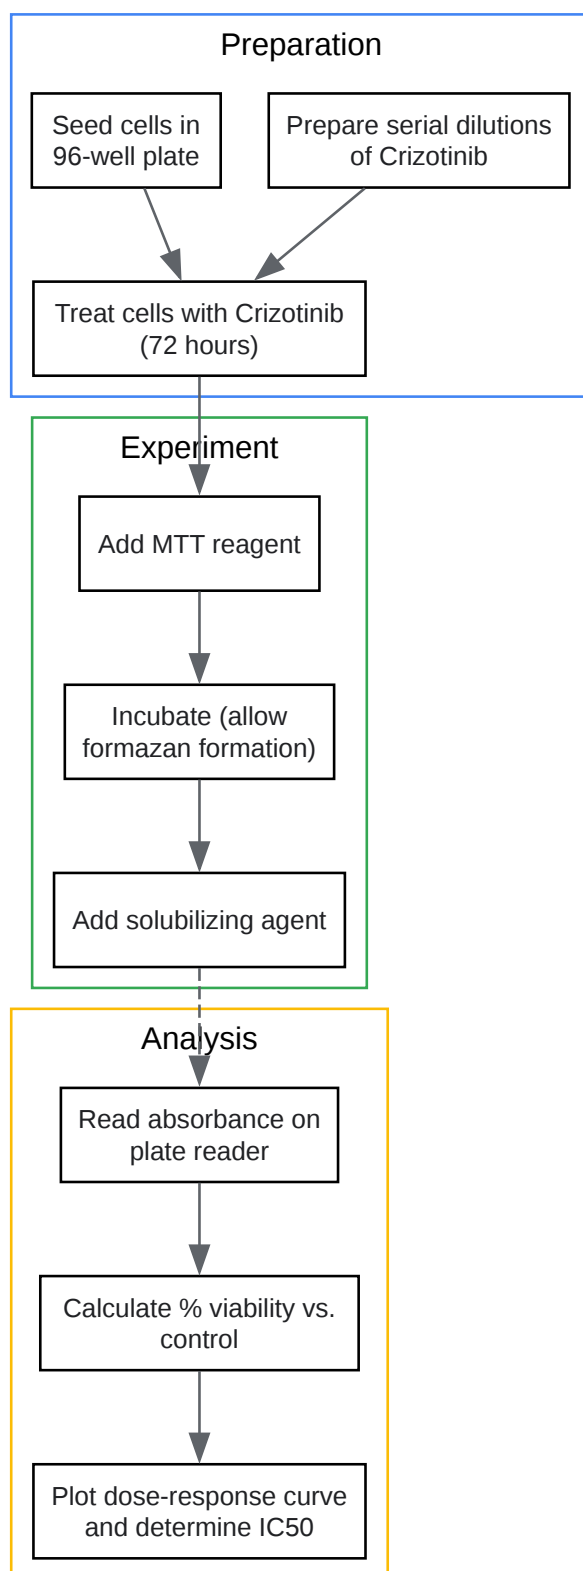 Preparation
Seed cells in
96-well plate
Prepare serial dilutions
of Crizotinib
Treat cells with Crizotinib
(72 hours)
Experiment
Add MTT reagent
Incubate (allow
formazan formation)
Add solubilizing agent
Analysis
Read absorbance on
plate reader
Calculate % viability vs.
control
Plot dose-response curve
and determine IC50